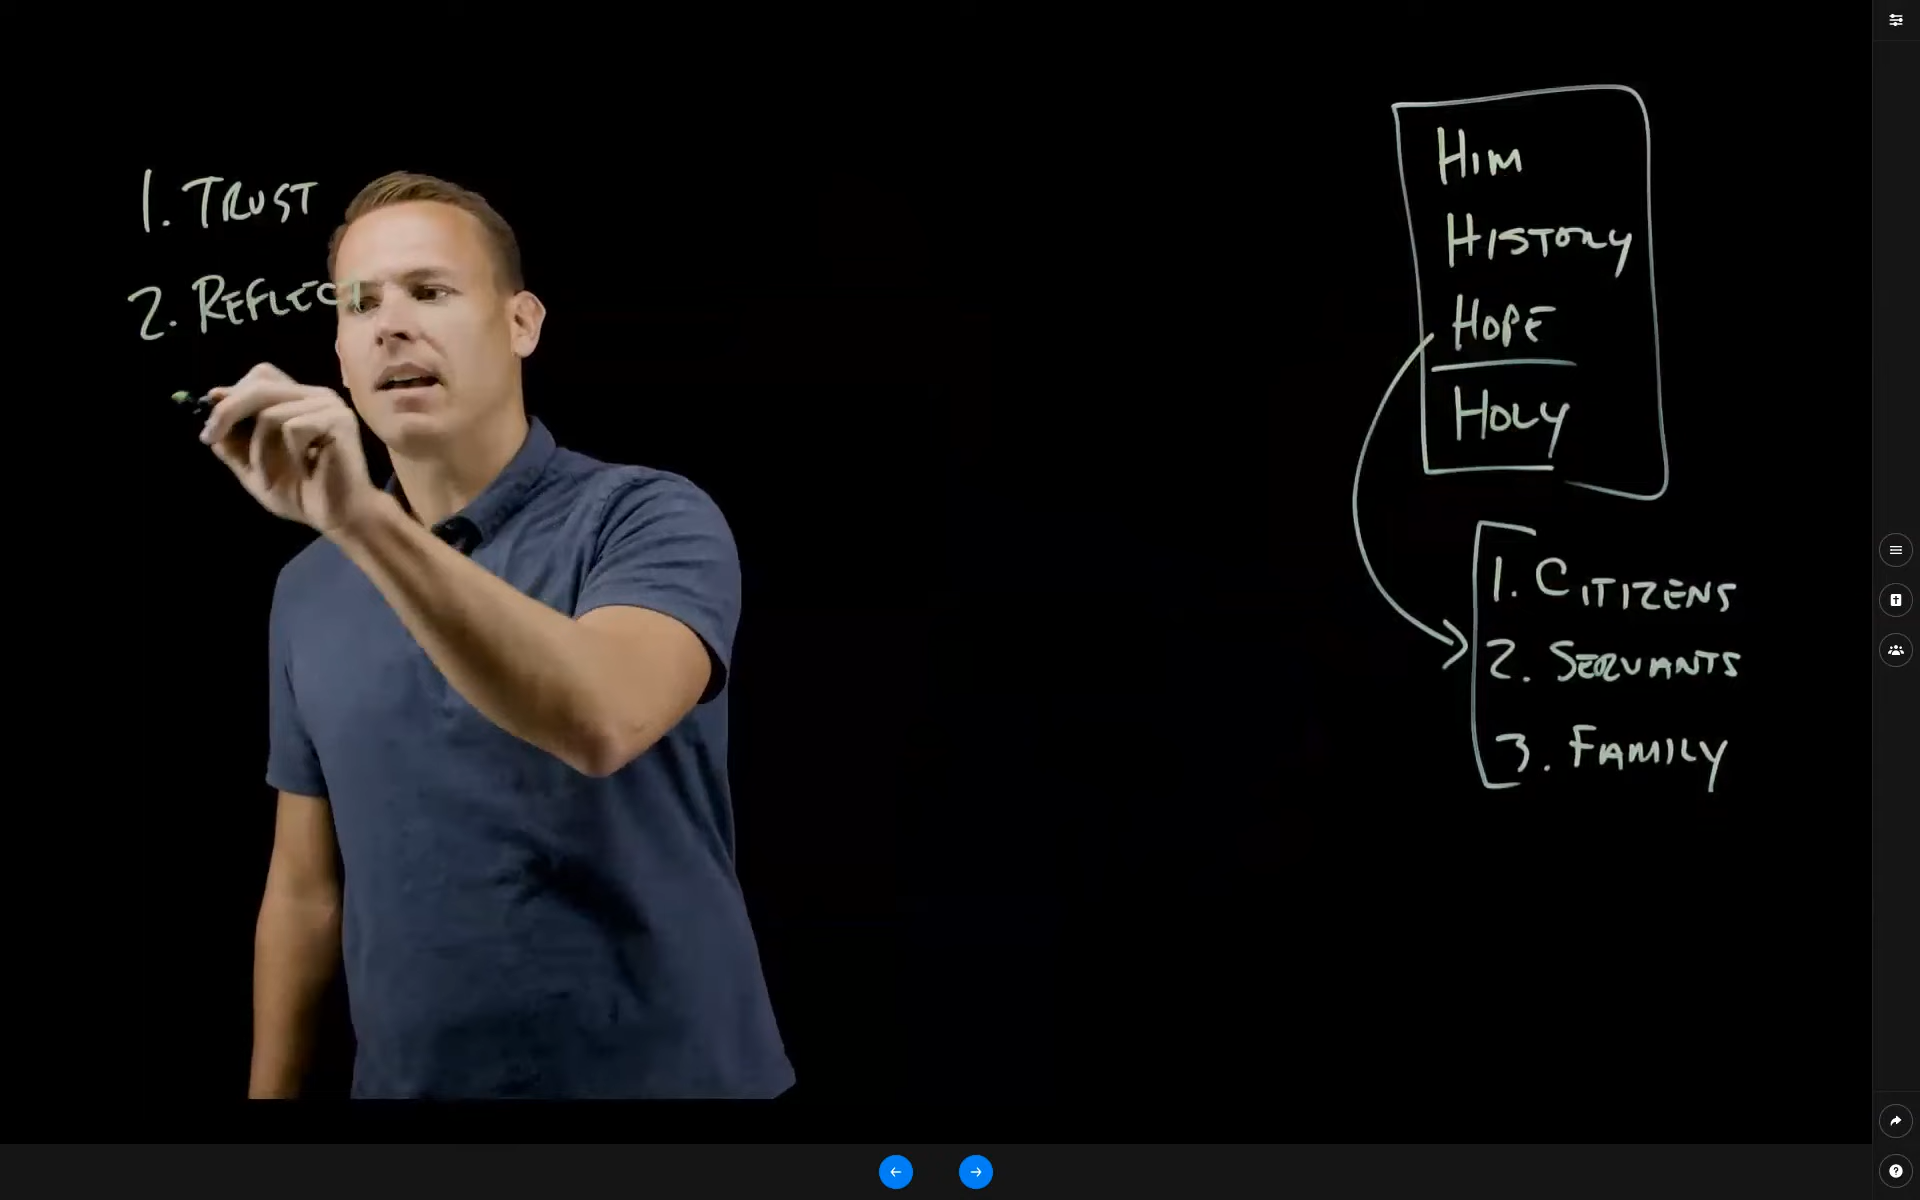 1. TRUST
2. REFLECT
HIM
HISTORY
HOPE
HOLY
1. CITIZENS
2. SERVANTS
3. FAMILY